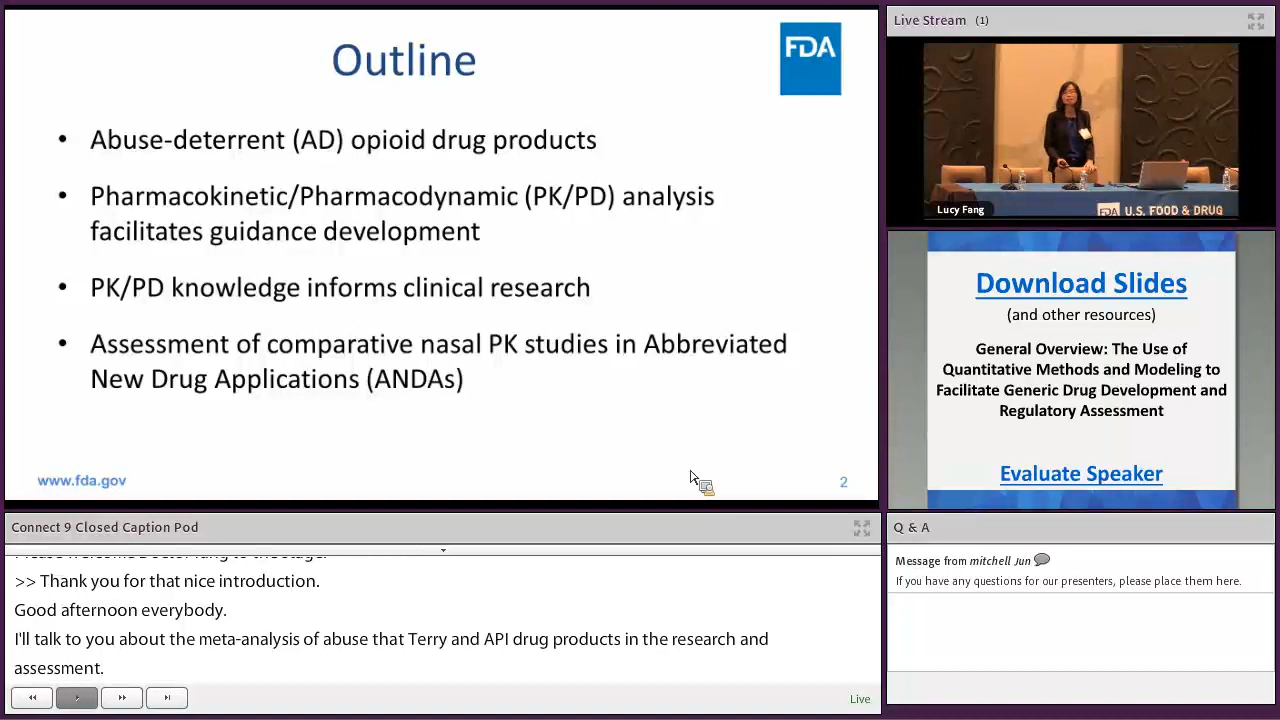 Outline
FDA
• Abuse-deterrent (AD) opioid drug products
• Pharmacokinetic/Pharmacodynamic (PK/PD) analysis
facilitates guidance development
• PK/PD knowledge informs clinical research
• Assessment of comparative nasal PK studies in Abbreviated
New Drug Applications (ANDAs)
www.fda.gov
2
Live Stream (1)
Lucy Fang
FDA U.S. FOOD & DRUG
Download Slides
(and other resources)
General Overview: The Use of
Quantitative Methods and Modeling to
Facilitate Generic Drug Development and
Regulatory Assessment
Evaluate Speaker
Connect 9 Closed Caption Pod
>> Thank you for that nice introduction.
Good afternoon everybody.
I'll talk to you about the meta-analysis of abuse that Terry and API drug products in the research and
assessment.
Live
Q & A
Message from mitchell Jun
If you have any questions for our presenters, please place them here.